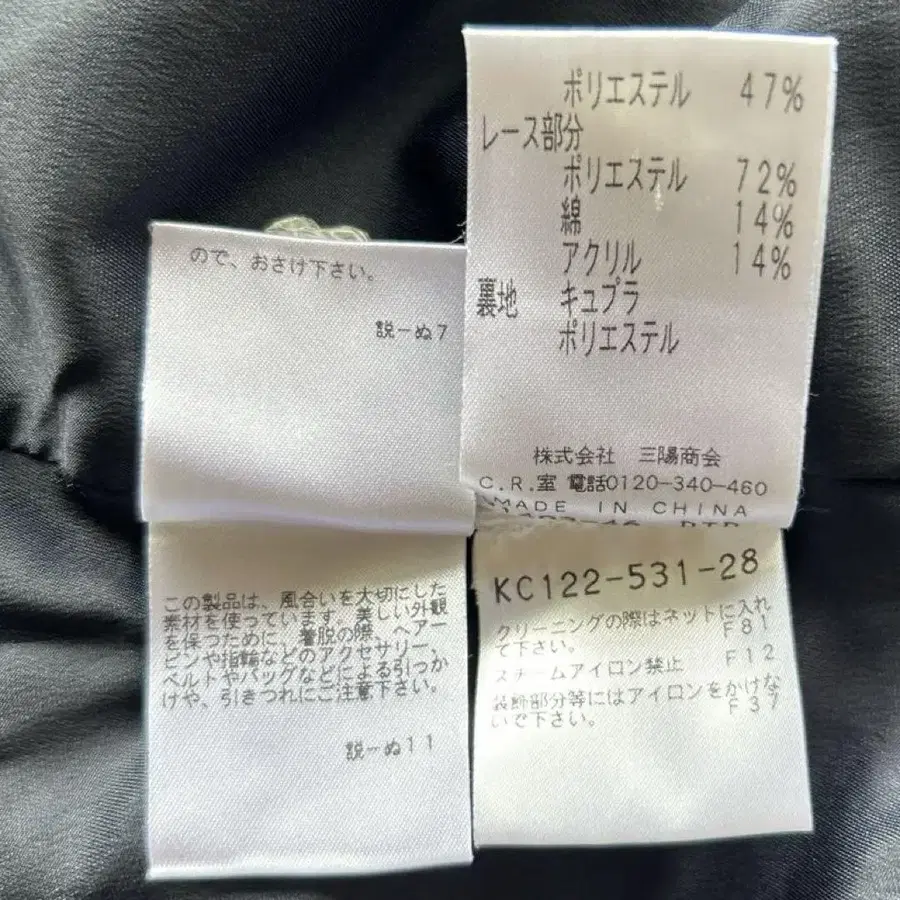 ポリエステル 47%
レース部分
ポリエステル 72%
綿 14%
アクリル 14%
裏地 キュプラ
ポリエステル
株式会社 三陽商会
C.R.室 電話0120-340-460
MADE IN CHINA
ので、おさけ下さい。
説ーぬ7
この製品は、風合いを大切にした
素材を使っています。美しい外観
を保つために、着脱の際、ヘアー
ピンや指輪などのアクセサリー、
ベルトやバッグなどによる引っか
けや、引きつれにご注意下さい。
説ーぬ11
KC122-531-28
クリーニングの際はネットに入れ
て下さい。 F81
スチームアイロン禁止 F12
装飾部分等にはアイロンをかけな
いで下さい。 F37